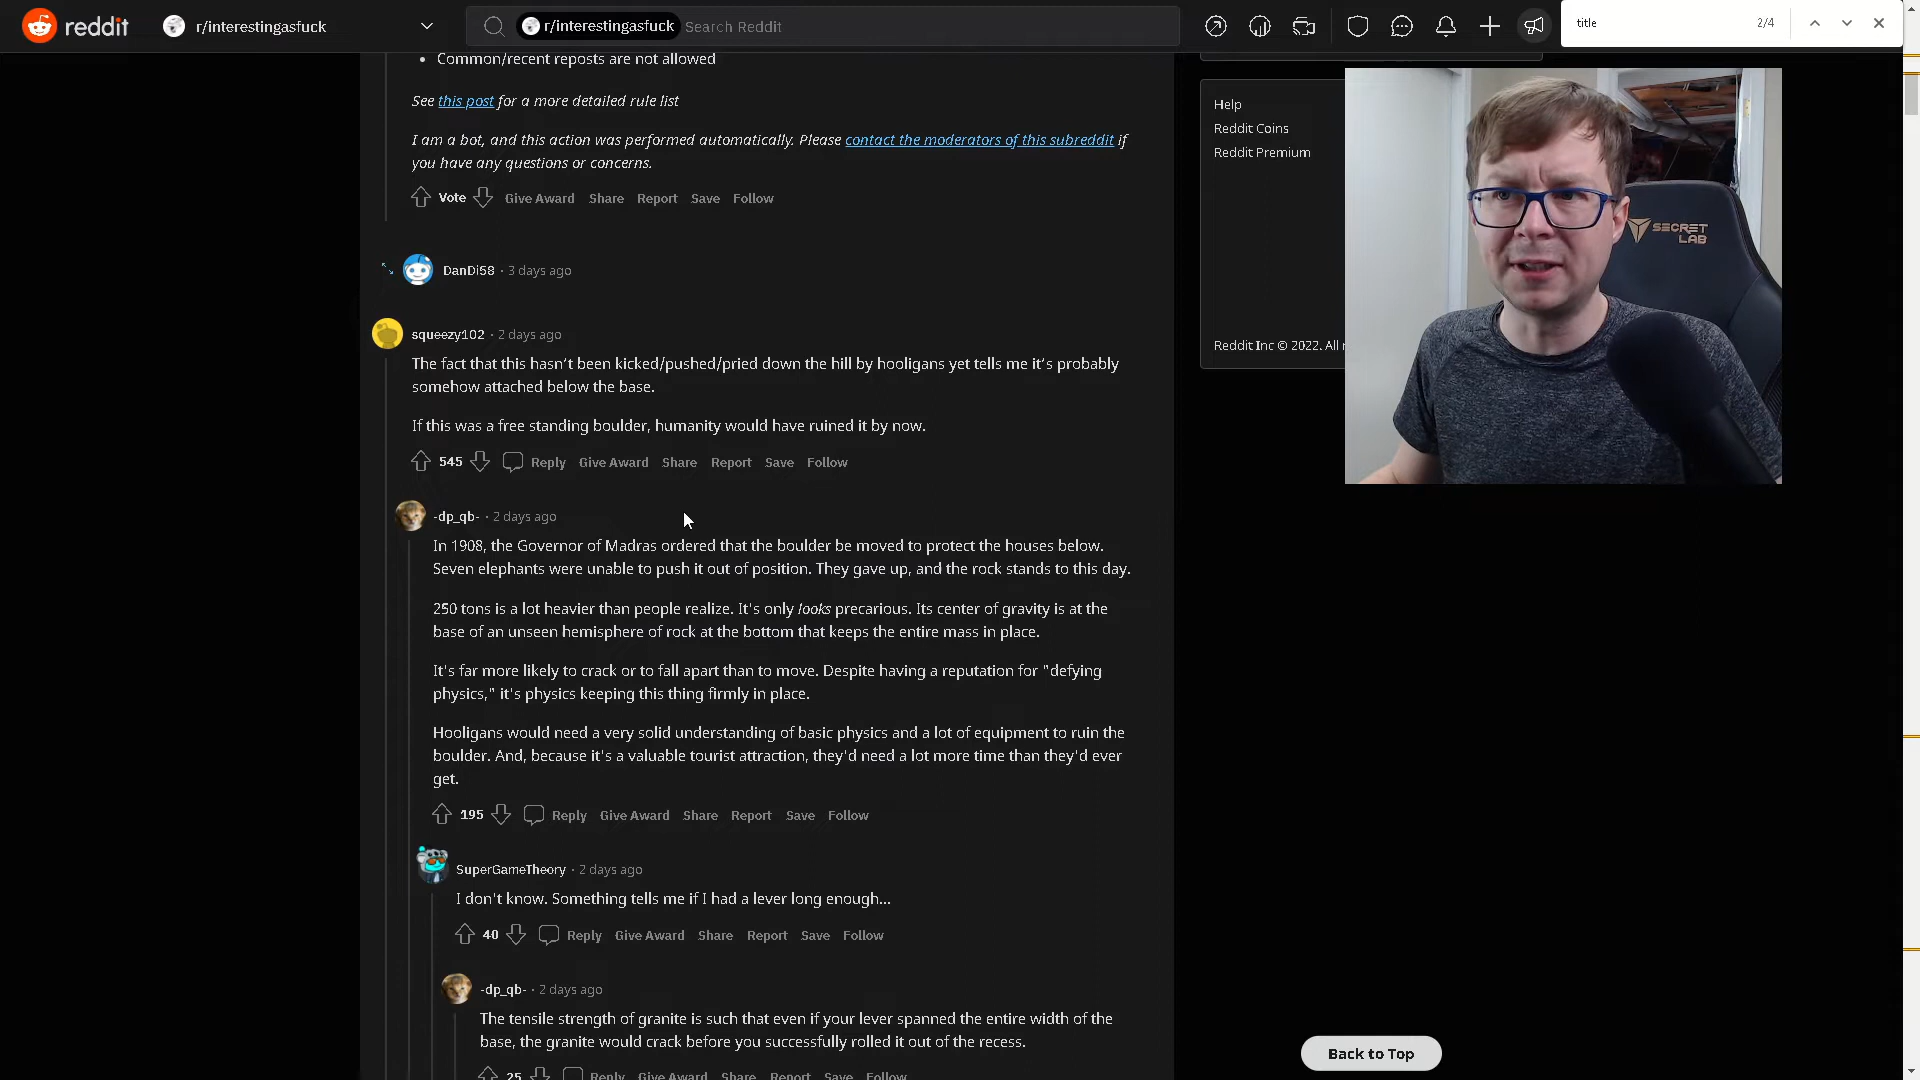 reddit
r/interestingasfuck
r/interestingasfuck Search Reddit
title 2/4
• Common/recent reposts are not allowed
See this post for a more detailed rule list
I am a bot, and this action was performed automatically. Please contact the moderators of this subreddit if
you have any questions or concerns.
Vote Give Award Share Report Save Follow
DanDi58 · 3 days ago
squeezy102 · 2 days ago
The fact that this hasn’t been kicked/pushed/pried down the hill by hooligans yet tells me it’s probably
somehow attached below the base.
If this was a free standing boulder, humanity would have ruined it by now.
545 Reply Give Award Share Report Save Follow
-dp_qb- · 2 days ago
In 1908, the Governor of Madras ordered that the boulder be moved to protect the houses below.
Seven elephants were unable to push it out of position. They gave up, and the rock stands to this day.
250 tons is a lot heavier than people realize. It's only looks precarious. Its center of gravity is at the
base of an unseen hemisphere of rock at the bottom that keeps the entire mass in place.
It's far more likely to crack or to fall apart than to move. Despite having a reputation for "defying
physics," it's physics keeping this thing firmly in place.
Hooligans would need a very solid understanding of basic physics and a lot of equipment to ruin the
boulder. And, because it's a valuable tourist attraction, they'd need a lot more time than they'd ever
get.
195 Reply Give Award Share Report Save Follow
SuperGameTheory · 2 days ago
I don't know. Something tells me if I had a lever long enough...
40 Reply Give Award Share Report Save Follow
-dp_qb- · 2 days ago
The tensile strength of granite is such that even if your lever spanned the entire width of the
base, the granite would crack before you successfully rolled it out of the recess.
25 Reply Give Award Share Report Save Follow
Help
Reddit Coins
Reddit Premium
Reddit Inc © 2022. All
SECRET
LAB
Back to Top